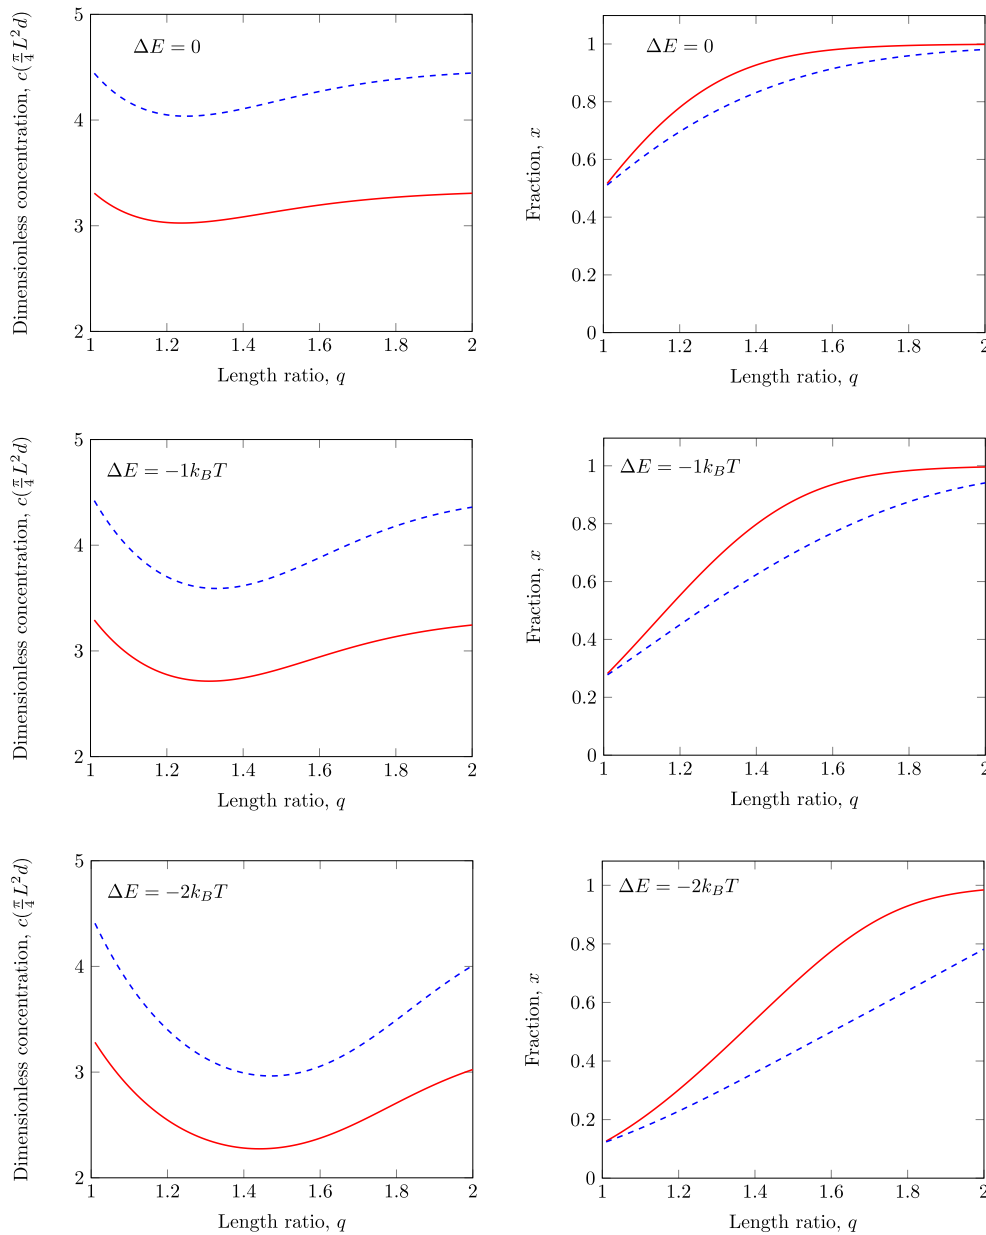 Dimensionless concentration, c(π/4 L²d)
5
4
3
2
ΔE = 0
1 1.2 1.4 1.6 1.8 2
Length ratio, q
Fraction, x
1
0.8
0.6
0.4
0.2
0
ΔE = 0
1 1.2 1.4 1.6 1.8 2
Length ratio, q
Dimensionless concentration, c(π/4 L²d)
5
4
3
2
ΔE = −1k_BT
1 1.2 1.4 1.6 1.8 2
Length ratio, q
Fraction, x
1
0.8
0.6
0.4
0.2
0
ΔE = −1k_BT
1 1.2 1.4 1.6 1.8 2
Length ratio, q
Dimensionless concentration, c(π/4 L²d)
5
4
3
2
ΔE = −2k_BT
1 1.2 1.4 1.6 1.8 2
Length ratio, q
Fraction, x
1
0.8
0.6
0.4
0.2
0
ΔE = −2k_BT
1 1.2 1.4 1.6 1.8 2
Length ratio, q